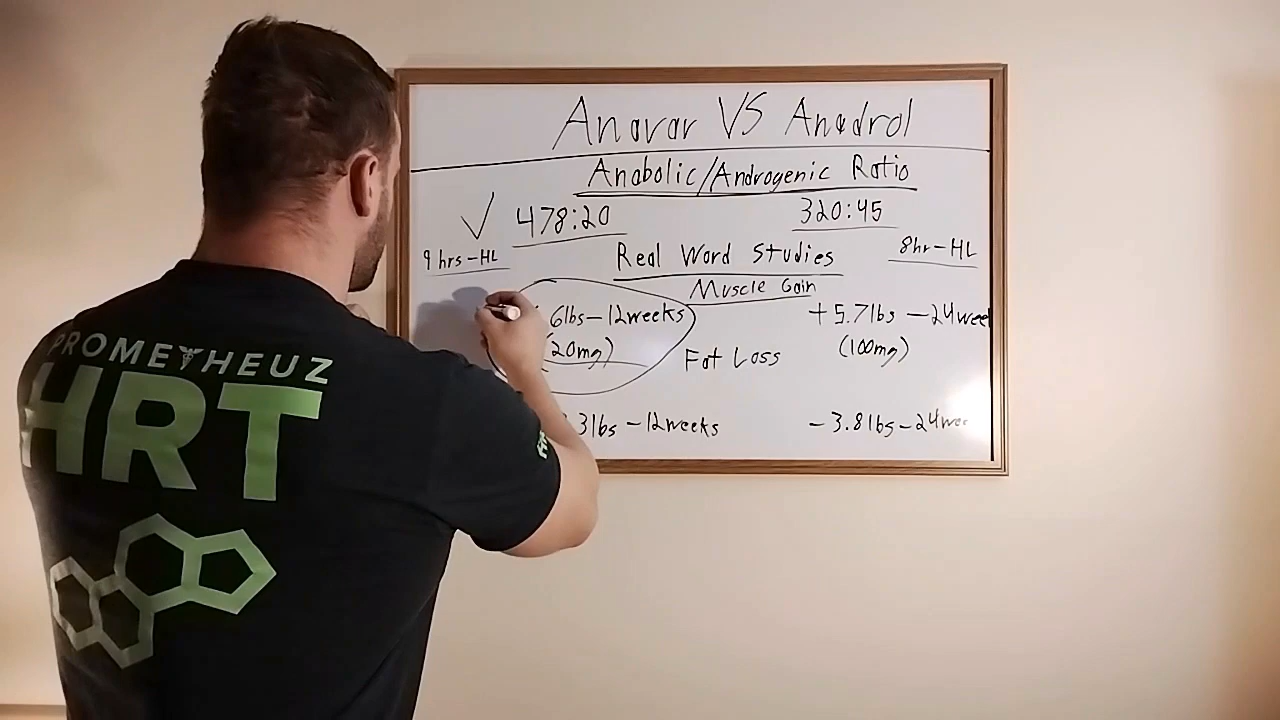 Anavar VS Anadrol
Anabolic/Androgenic Ratio
✓ 478:20 320:45
9 hrs-HL Real Word Studies 8hr-HL
Muscle Gain
6lbs-12weeks +5.7lbs-24week
(20mg) Fat Loss (100mg)
3lbs-12weeks -3.8lbs-24wee
PROMETHEUZ
HRT